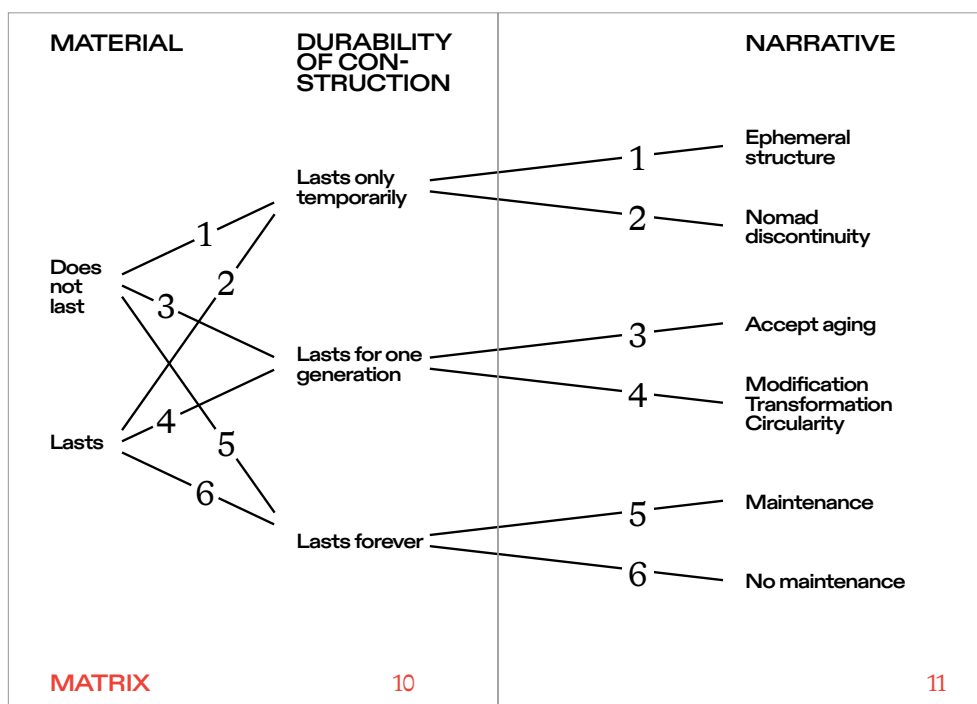 MATERIAL
DURABILITY
OF CON-
STRUCTION
NARRATIVE
Does
not
last
Lasts
1
2
3
4
5
6
Lasts only
temporarily
Lasts for one
generation
Lasts forever
1
2
3
4
5
6
Ephemeral
structure
Nomad
discontinuity
Accept aging
Modification
Transformation
Circularity
Maintenance
No maintenance
MATRIX
10
11